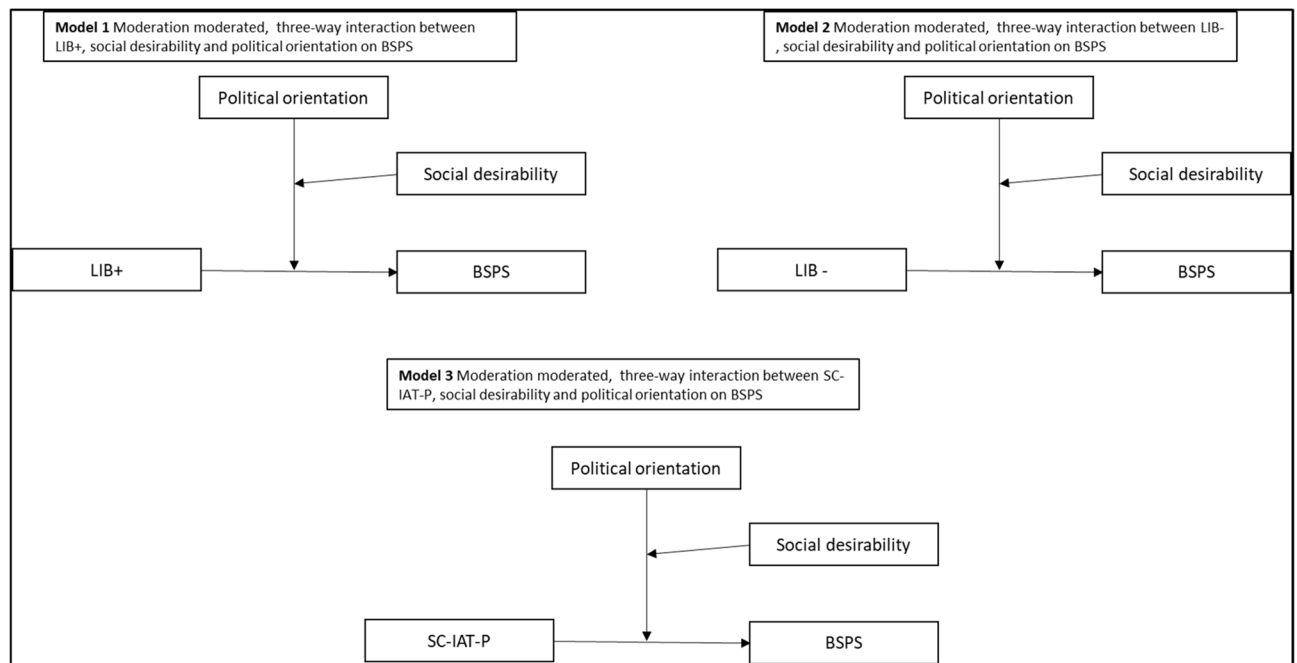 Model 1 Moderation moderated, three-way interaction between
LIB+, social desirability and political orientation on BSPS
Political orientation
Social desirability
LIB+
BSPS
Model 2 Moderation moderated, three-way interaction between LIB-
, social desirability and political orientation on BSPS
Political orientation
Social desirability
LIB -
BSPS
Model 3 Moderation moderated, three-way interaction between SC-
IAT-P, social desirability and political orientation on BSPS
Political orientation
Social desirability
SC-IAT-P
BSPS